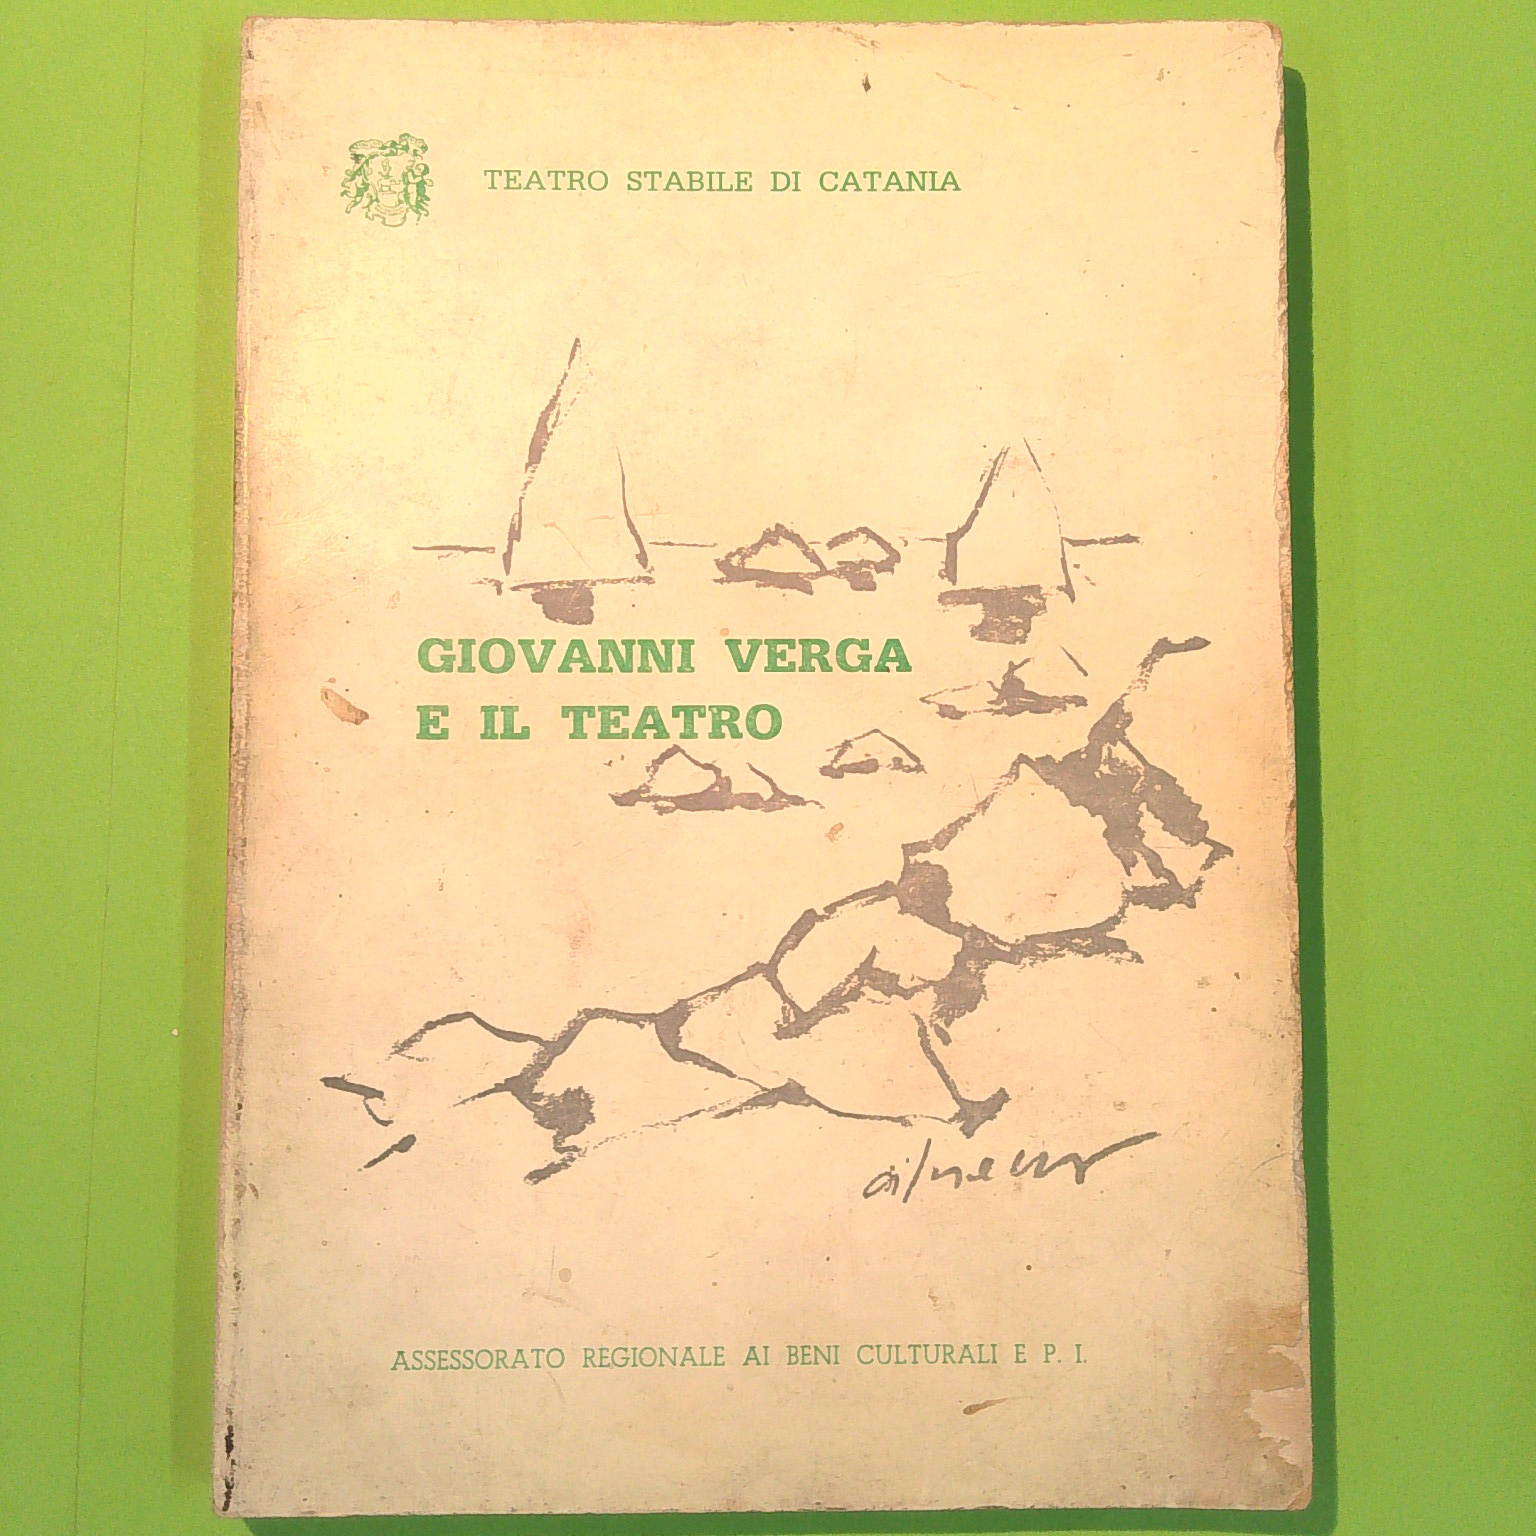 TEATRO STABILE DI CATANIA
GIOVANNI VERGA
E IL TEATRO
ASSESSORATO REGIONALE AI BENI CULTURALI E P. I.